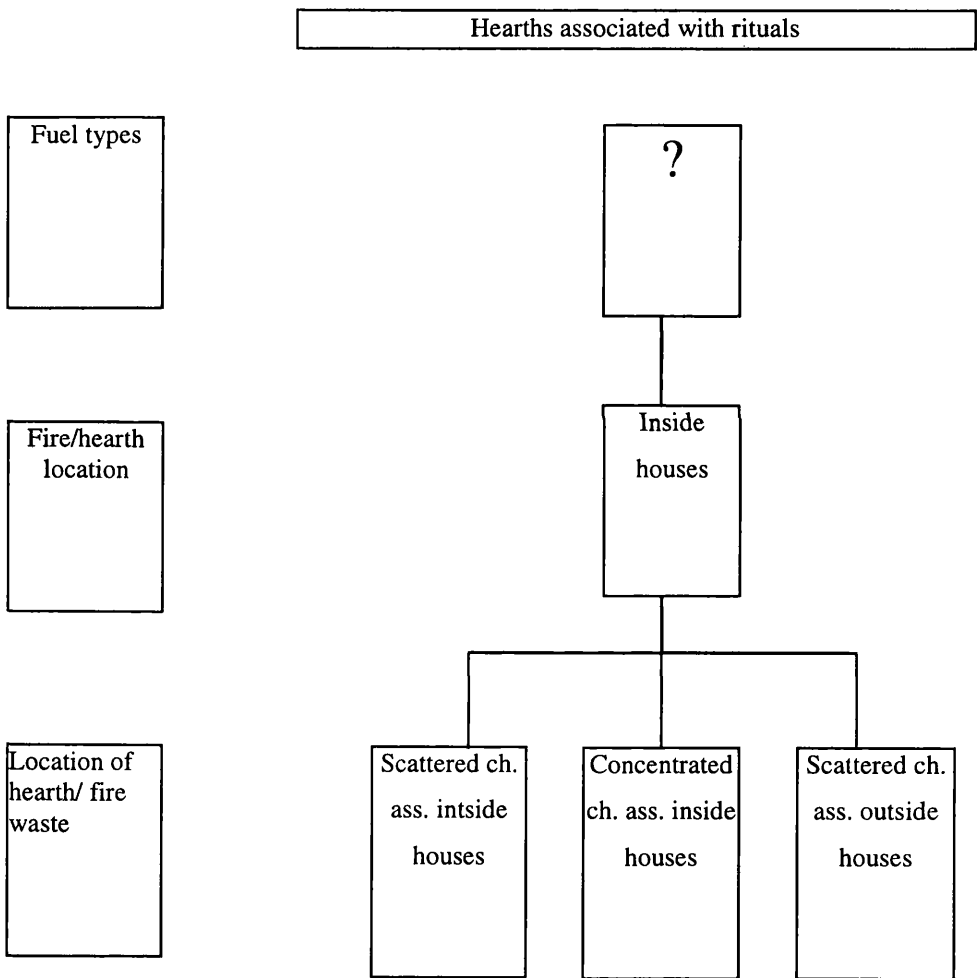 Hearths associated with rituals
Fuel types
?
Fire/hearth
location
Inside
houses
Location of
hearth/ fire
waste
Scattered ch.
ass. intside
houses
Concentrated
ch. ass. inside
houses
Scattered ch.
ass. outside
houses